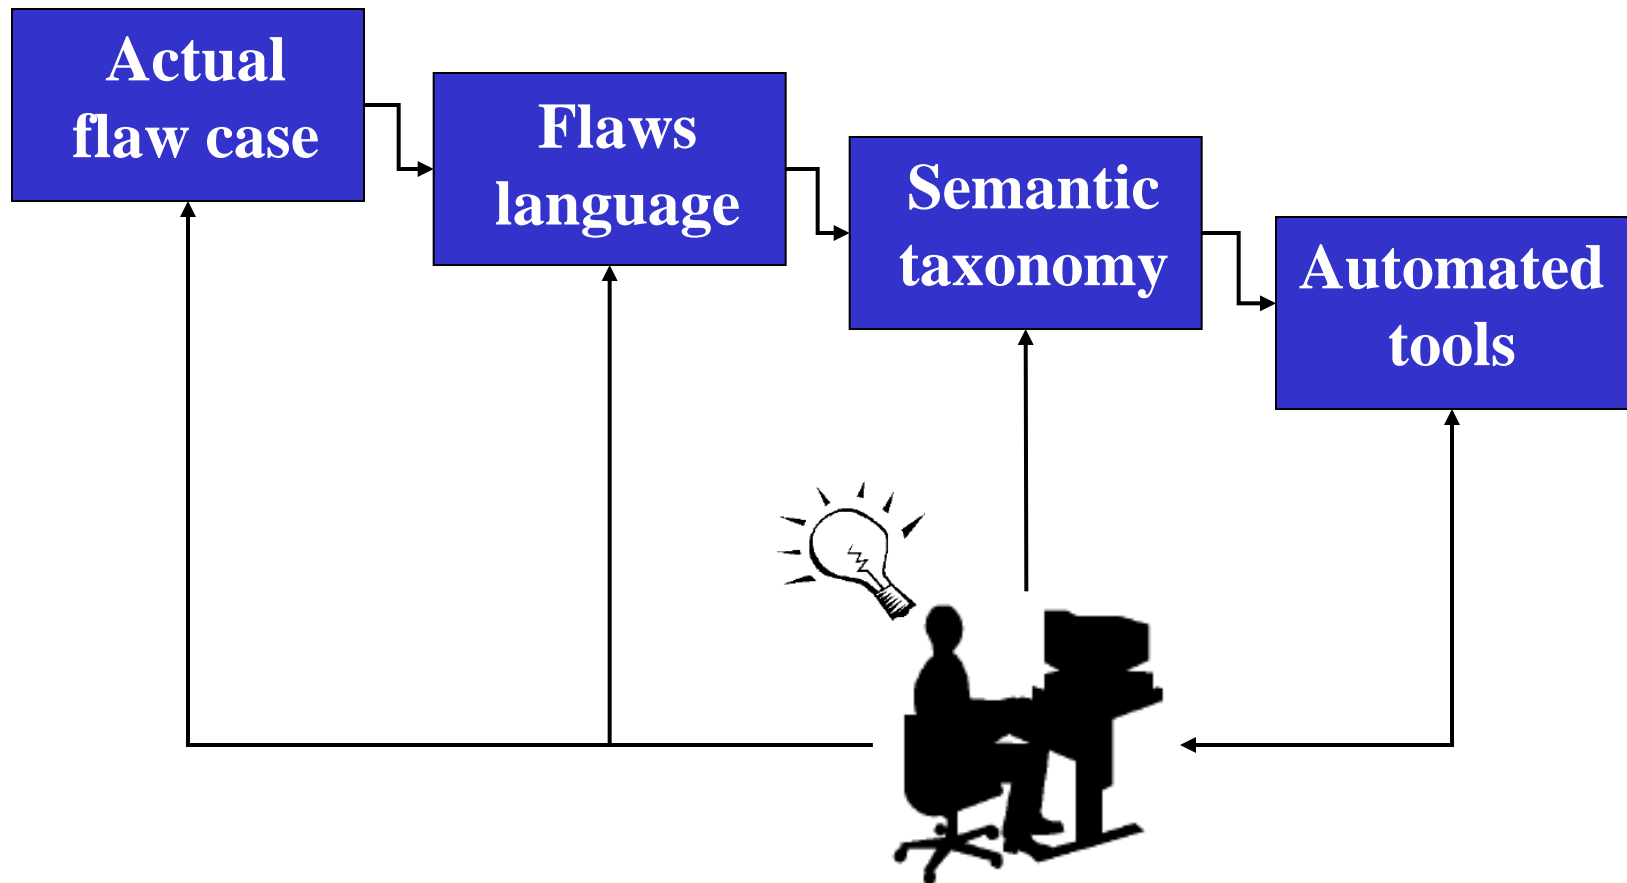 Actual
flaw case
Flaws
language
Semantic
taxonomy
Automated
tools